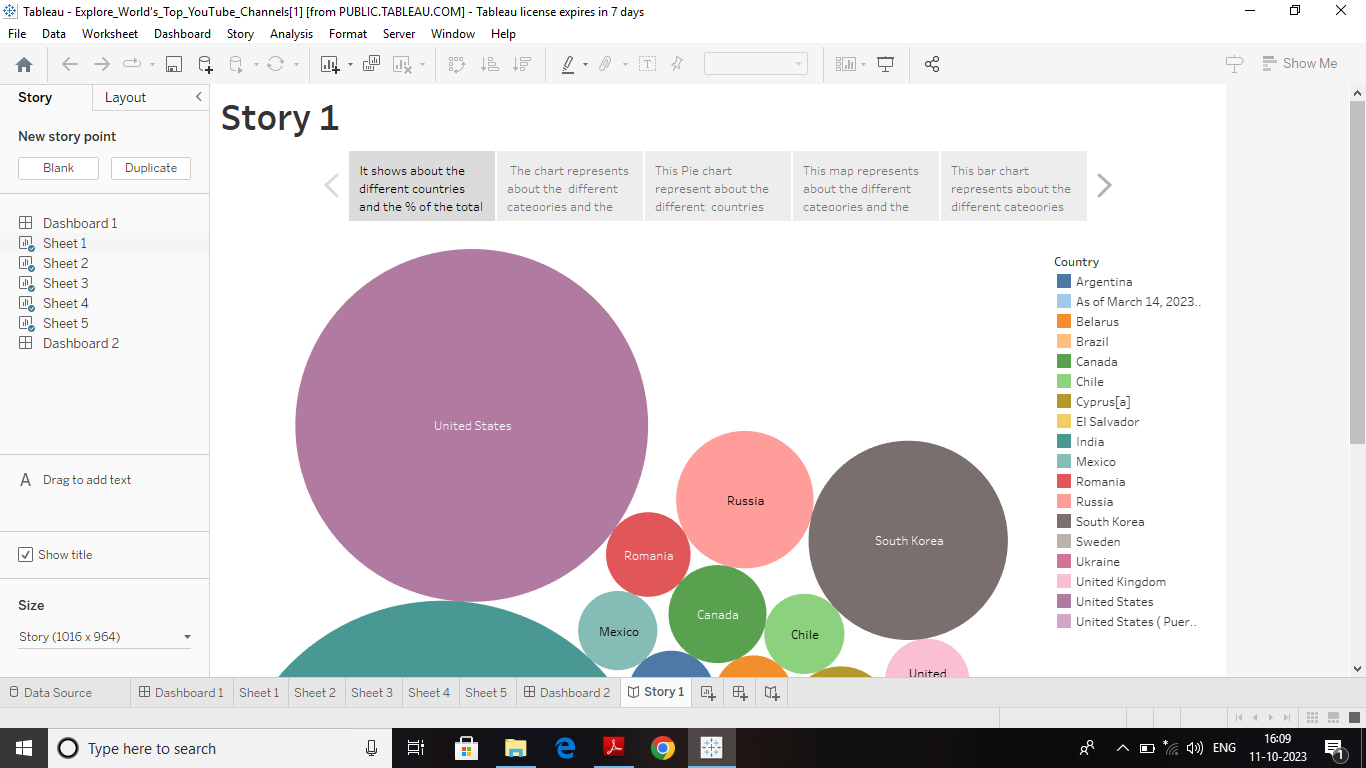 Tableau - Explore_World's_Top_YouTube_Channels[1] [from PUBLIC.TABLEAU.COM] - Tableau license expires in 7 days
File Data Worksheet Dashboard Story Analysis Format Server Window Help
Show Me
Story Layout
New story point
Blank Duplicate
Dashboard 1
Sheet 1
Sheet 2
Sheet 3
Sheet 4
Sheet 5
Dashboard 2
A Drag to add text
Show title
Size
Story (1016 x 964)
Story 1
It shows about the
different countries
and the % of the total
The chart represents
about the different
categories and the
This Pie chart
represent about the
different countries
This map represents
about the different
categories and the
This bar chart
represents about the
different categories
United States
Russia
South Korea
Romania
Canada
Mexico
Chile
United
Country
Argentina
As of March 14, 2023..
Belarus
Brazil
Canada
Chile
Cyprus[a]
El Salvador
India
Mexico
Romania
Russia
South Korea
Sweden
Ukraine
United Kingdom
United States
United States ( Puer..
Data Source Dashboard 1 Sheet 1 Sheet 2 Sheet 3 Sheet 4 Sheet 5 Dashboard 2 Story 1
Type here to search
ENG
16:09
11-10-2023
1